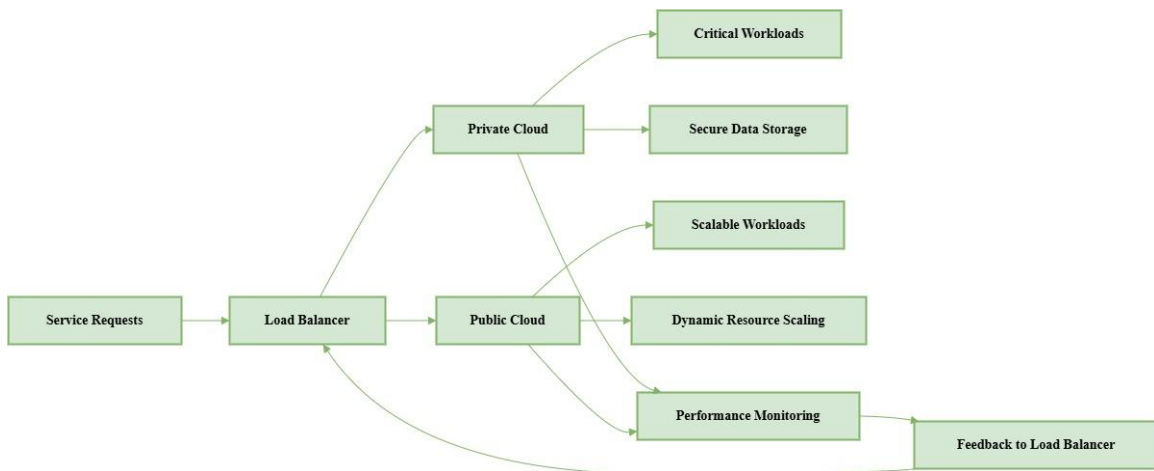 Critical Workloads
Private Cloud
Secure Data Storage
Scalable Workloads
Service Requests
Load Balancer
Public Cloud
Dynamic Resource Scaling
Performance Monitoring
Feedback to Load Balancer